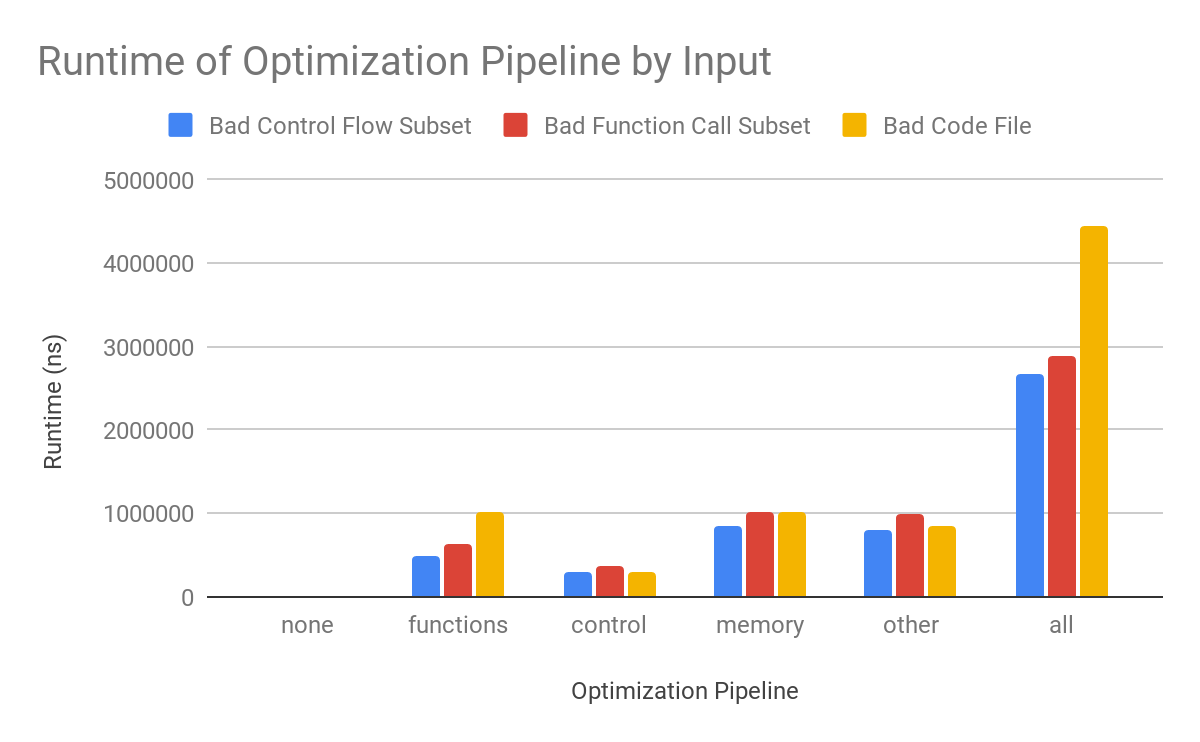 Runtime of Optimization Pipeline by Input
Bad Control Flow Subset Bad Function Call Subset Bad Code File
5000000
4000000
3000000
2000000
1000000
0
Runtime (ns)
none functions control memory other all
Optimization Pipeline